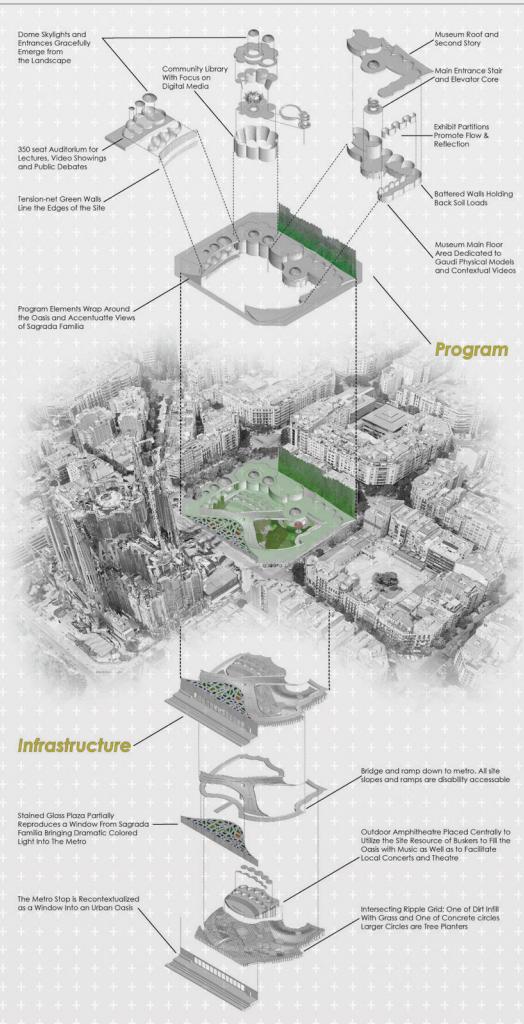 Dome Skylights and
Entrances Gracefully
Emerge from
the Landscape
Community Library
With Focus on
Digital Media
Museum Roof and
Second Story
Main Entrance Stair
and Elevator Core
Exhibit Partitions
Promote Flow &
Reflection
350 seat Auditorium for
Lectures, Video Showings
and Public Debates
Tension-net Green Walls
Line the Edges of the Site
Battered Walls Holding
Back Soil Loads
Museum Main Floor
Area Dedicated to
Gaudi Physical Models
and Contextual Videos
Program Elements Wrap Around
the Oasis and Accentuatte Views
of Sagrada Familia
Program
Infrastructure
Bridge and ramp down to metro. All site
slopes and ramps are disability accessable
Stained Glass Plaza Partially
Reproduces a Window From Sagrada
Familia Bringing Dramatic Colored
Light Into The Metro
Outdoor Amphitheatre Placed Centrally to
Utilize the Site Resource of Buskers to Fill the
Oasis with Music as Well as to Facilitate
Local Concerts and Theatre
The Metro Stop is Recontextualized
as a Window Into an Urban Oasis
Intersecting Ripple Grid; One of Dirt Infill
With Grass and One of Concrete circles
Larger Circles are Tree Planters